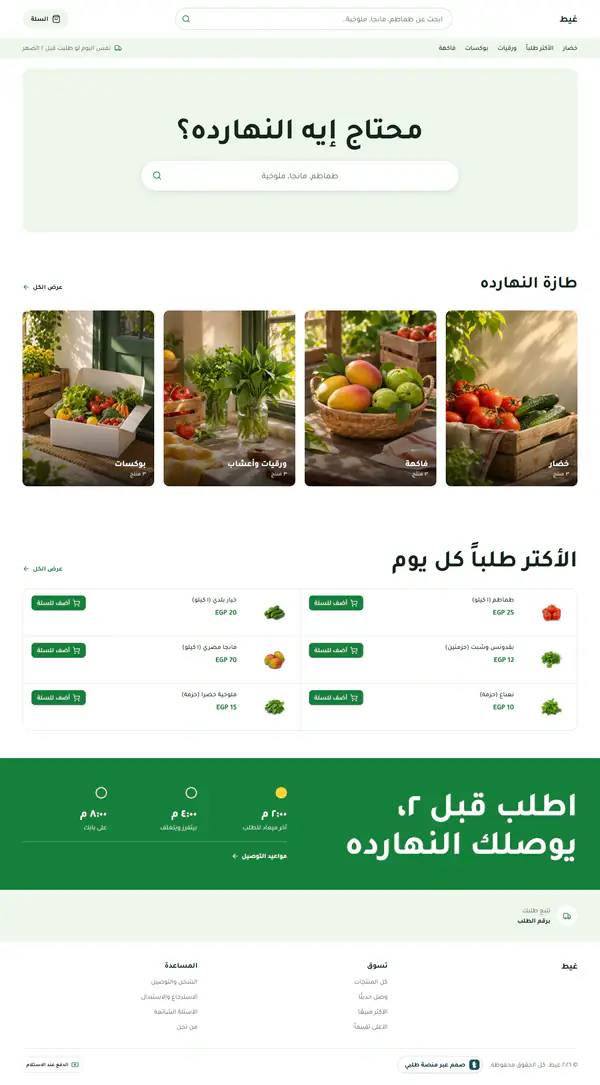 غيط
ابحث عن طماطم، مانجا، ملوخية..
السلة
خضار
الأكثر طلباً
ورقيات
بوكسات
فاكهة
نفس اليوم لو طلبت قبل ٢ الضهر
محتاج إيه النهارده؟
طماطم، مانجا، ملوخية
طازة النهارده
عرض الكل
خضار
٣ منتج
فاكهة
٣ منتج
ورقيات وأعشاب
٣ منتج
بوكسات
٣ منتج
الأكتر طلباً كل يوم
عرض الكل
طماطم (١ كيلو)
EGP 25
أضف للسلة
خيار بلدي (١ كيلو)
EGP 20
أضف للسلة
بقدونس وشبت (حزمتين)
EGP 12
أضف للسلة
مانجا مصري (١ كيلو)
EGP 70
أضف للسلة
نعناع (حزمة)
EGP 10
أضف للسلة
ملوخية خضرا (حزمة)
EGP 15
أضف للسلة
اطلب قبل ٢،
يوصلك النهارده
٢:٠٠ م
آخر ميعاد للطلب
٤:٠٠ م
بيتفرز ويتغلف
٨:٠٠ م
على بابك
مواعيد التوصيل
تتبع طلبك
برقم الطلب
غيط
تسوق
كل المنتجات
وصل حديثًا
الأكثر مبيعًا
الأعلى تقييماً
المساعدة
الشحن والتوصيل
الاسترجاع والاستبدال
الأسئلة الشائعة
من نحن
غيط. كل الحقوق محفوظة.
صمم عبر منصة طلبي
الدفع عند الاستلام